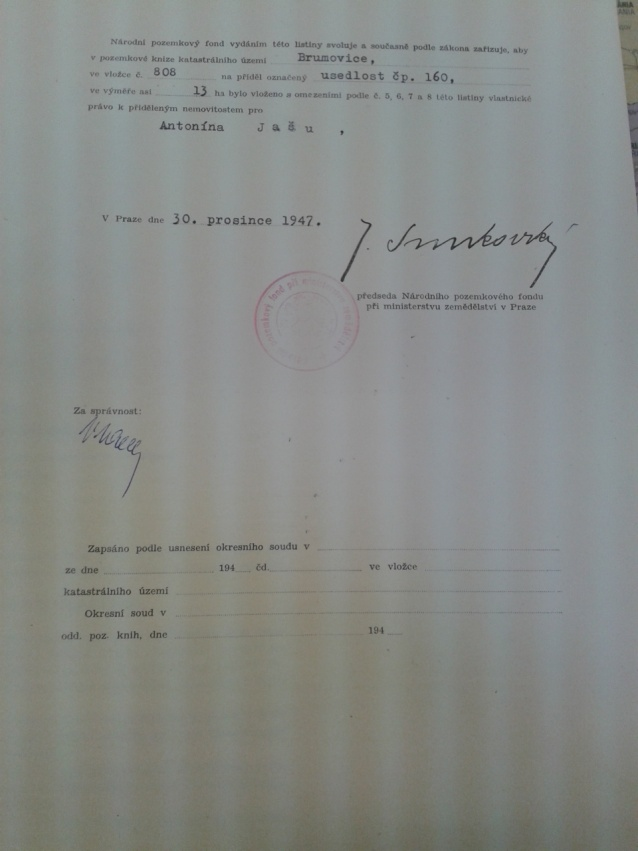 Národní pozemkový fond vydáním této listiny svoluje a současně podle zákona zařizuje, aby
v pozemkové knize katastrálního území Brumovice,
ve vložce č. 808 na příděl označený usedlost čp. 160,
ve výměře asi 13 ha bylo vloženo s omezeními podle č. 5, 6, 7 a 8 této listiny vlastnické
právo k přiděleným nemovitostem pro
Antonína Jašu,
V Praze dne 30. prosince 1947.
předseda Národního pozemkového fondu
při ministerstvu zemědělství v Praze
Za správnost:
Zapsáno podle usnesení okresního soudu v
ze dne 194 čd. ve vložce
katastrálního území
Okresní soud v
odd. poz. knih, dne 194